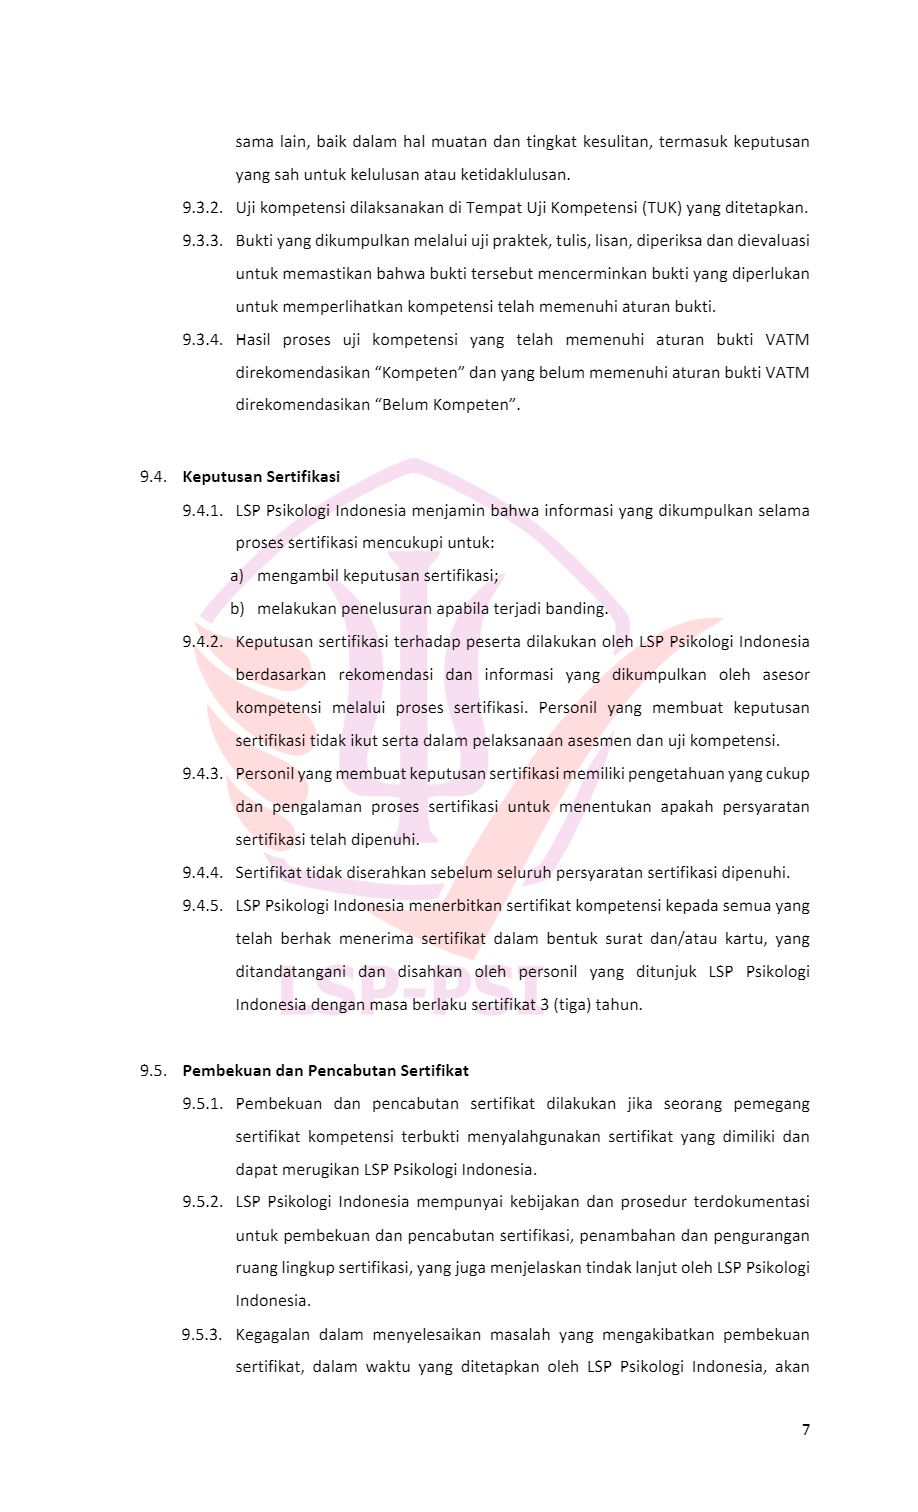 sama lain, baik dalam hal muatan dan tingkat kesulitan, termasuk keputusan
yang sah untuk kelulusan atau ketidaklulusan.
9.3.2. Uji kompetensi dilaksanakan di Tempat Uji Kompetensi (TUK) yang ditetapkan.
9.3.3. Bukti yang dikumpulkan melalui uji praktek, tulis, lisan, diperiksa dan dievaluasi
untuk memastikan bahwa bukti tersebut mencerminkan bukti yang diperlukan
untuk memperlihatkan kompetensi telah memenuhi aturan bukti.
9.3.4. Hasil proses uji kompetensi yang telah memenuhi aturan bukti VATM
direkomendasikan “Kompeten” dan yang belum memenuhi aturan bukti VATM
direkomendasikan “Belum Kompeten”.
9.4. Keputusan Sertifikasi
9.4.1. LSP Psikologi Indonesia menjamin bahwa informasi yang dikumpulkan selama
proses sertifikasi mencukupi untuk:
a) mengambil keputusan sertifikasi;
b) melakukan penelusuran apabila terjadi banding.
9.4.2. Keputusan sertifikasi terhadap peserta dilakukan oleh LSP Psikologi Indonesia
berdasarkan rekomendasi dan informasi yang dikumpulkan oleh asesor
kompetensi melalui proses sertifikasi. Personil yang membuat keputusan
sertifikasi tidak ikut serta dalam pelaksanaan asesmen dan uji kompetensi.
9.4.3. Personil yang membuat keputusan sertifikasi memiliki pengetahuan yang cukup
dan pengalaman proses sertifikasi untuk menentukan apakah persyaratan
sertifikasi telah dipenuhi.
9.4.4. Sertifikat tidak diserahkan sebelum seluruh persyaratan sertifikasi dipenuhi.
9.4.5. LSP Psikologi Indonesia menerbitkan sertifikat kompetensi kepada semua yang
telah berhak menerima sertifikat dalam bentuk surat dan/atau kartu, yang
ditandatangani dan disahkan oleh personil yang ditunjuk LSP Psikologi
Indonesia dengan masa berlaku sertifikat 3 (tiga) tahun.
LSP-PSI
9.5. Pembekuan dan Pencabutan Sertifikat
9.5.1. Pembekuan dan pencabutan sertifikat dilakukan jika seorang pemegang
sertifikat kompetensi terbukti menyalahgunakan sertifikat yang dimiliki dan
dapat merugikan LSP Psikologi Indonesia.
9.5.2. LSP Psikologi Indonesia mempunyai kebijakan dan prosedur terdokumentasi
untuk pembekuan dan pencabutan sertifikasi, penambahan dan pengurangan
ruang lingkup sertifikasi, yang juga menjelaskan tindak lanjut oleh LSP Psikologi
Indonesia.
9.5.3. Kegagalan dalam menyelesaikan masalah yang mengakibatkan pembekuan
sertifikat, dalam waktu yang ditetapkan oleh LSP Psikologi Indonesia, akan
7